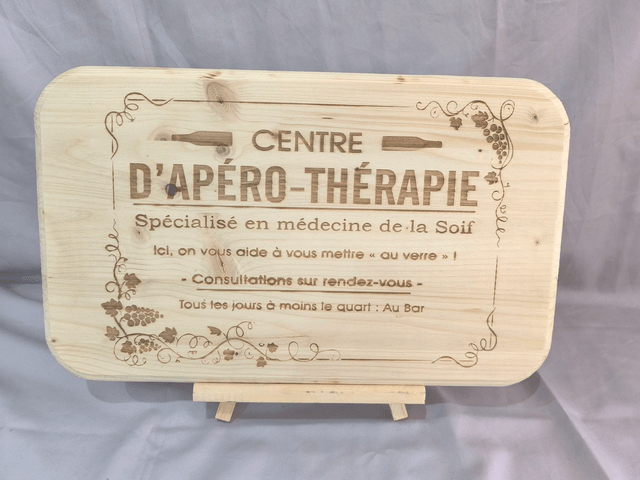 CENTRE
D'APÉRO-THÉRAPIE
Spécialisé en médecine de la Soif
Ici, on vous aide à vous mettre « au verre » !
- Consultations sur rendez-vous -
Tous les jours à moins le quart : Au Bar